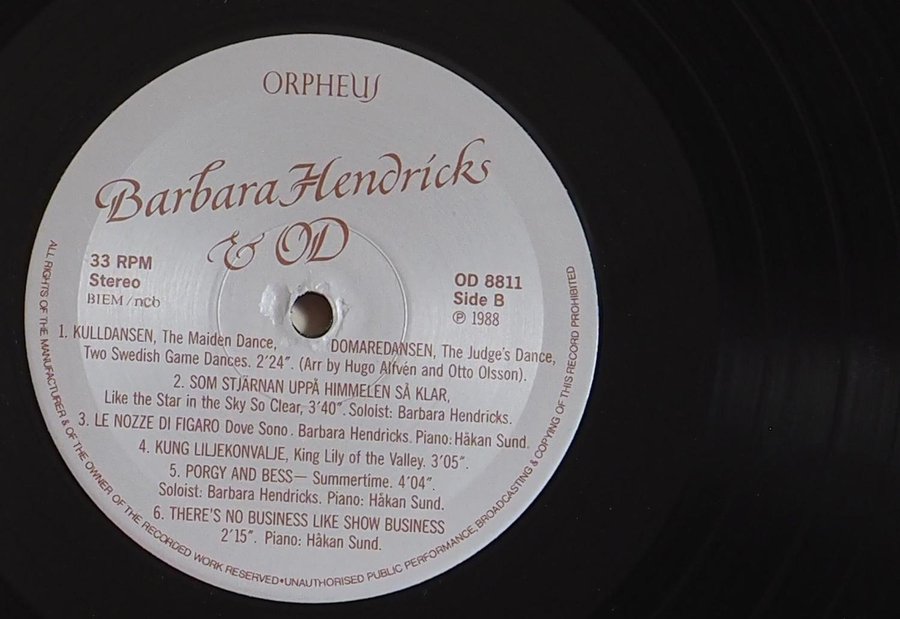 ORPHEUS
Barbara Hendricks
& OD
33 RPM
Stereo
BIEM/ncb
OD 8811
Side B
℗ 1988
1. KULLDANSEN, The Maiden Dance, DOMAREDANSEN, The Judge's Dance,
Two Swedish Game Dances. 2'24". (Arr by Hugo Alfvén and Otto Olsson).
2. SOM STJÄRNAN UPPÅ HIMMELEN SÅ KLAR,
Like the Star in the Sky So Clear, 3'40". Soloist: Barbara Hendricks.
3. LE NOZZE DI FIGARO Dove Sono. Barbara Hendricks. Piano: Håkan Sund.
4. KUNG LILJEKONVALJE, King Lily of the Valley. 3'05".
5. PORGY AND BESS— Summertime. 4'04".
Soloist: Barbara Hendricks. Piano: Håkan Sund.
6. THERE'S NO BUSINESS LIKE SHOW BUSINESS
2'15". Piano: Håkan Sund.
ALL RIGHTS OF THE MANUFACTURER & OF THE OWNER OF THE RECORDED WORK RESERVED•UNAUTHORISED PUBLIC PERFORMANCE, BROADCASTING & COPYING OF THIS RECORD PROHIBITED